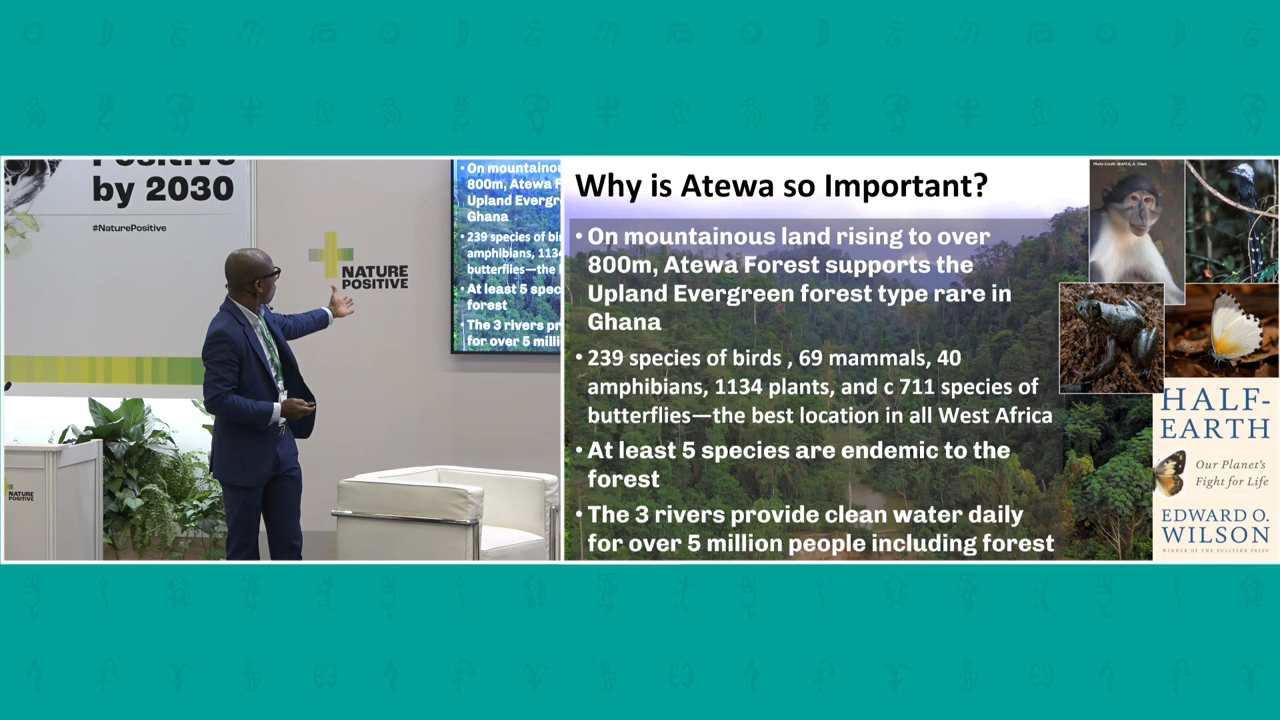 Positive
by 2030
#NaturePositive
NATURE
POSITIVE
NATURE
POSITIVE
• On mountainou
800m, Atewa F
Upland Evergr
Ghana
• 239 species of bir
amphibians, 1134
butterflies—the b
• At least 5 spec
forest
• The 3 rivers pr
for over 5 milli
Why is Atewa so Important?
• On mountainous land rising to over
800m, Atewa Forest supports the
Upland Evergreen forest type rare in
Ghana
• 239 species of birds , 69 mammals, 40
amphibians, 1134 plants, and c 711 species of
butterflies—the best location in all West Africa
• At least 5 species are endemic to the
forest
• The 3 rivers provide clean water daily
for over 5 million people including forest
HALF-
EARTH
Our Planet's
Fight for Life
EDWARD O.
WILSON
WINNER OF THE PULITZER PRIZE